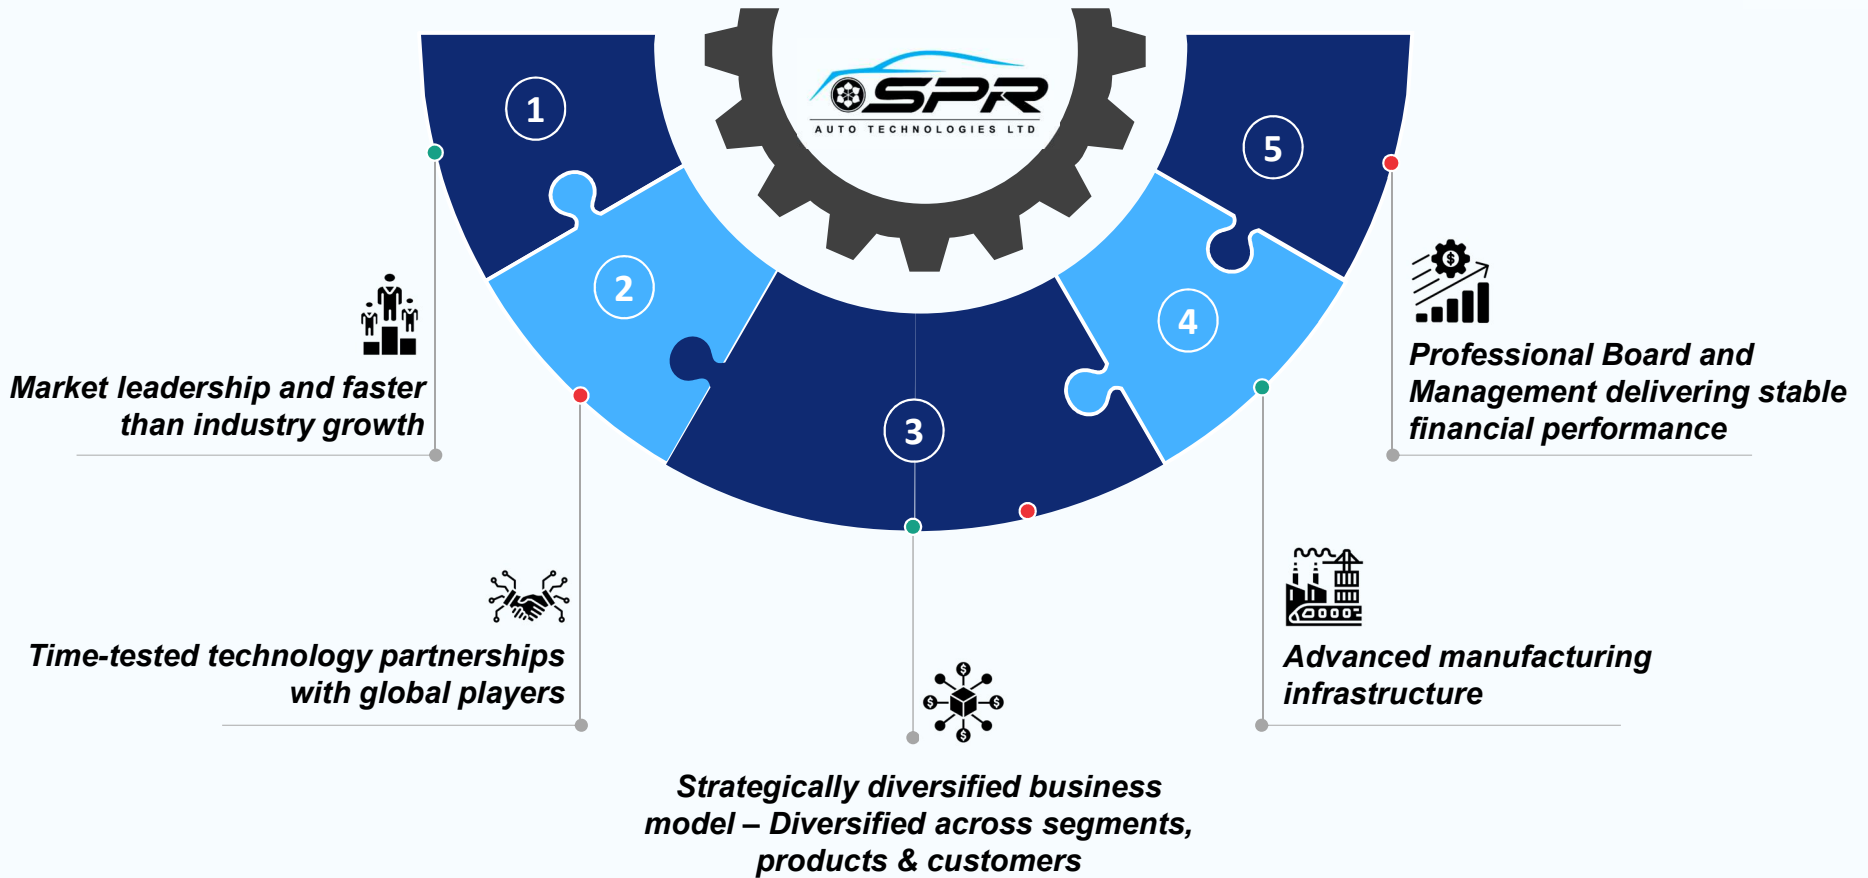 SPR
AUTO TECHNOLOGIES LTD
1
Market leadership and faster
than industry growth
2
Time-tested technology partnerships
with global players
3
Strategically diversified business
model – Diversified across segments,
products & customers
4
Advanced manufacturing
infrastructure
5
Professional Board and
Management delivering stable
financial performance
$
$
$
$
$